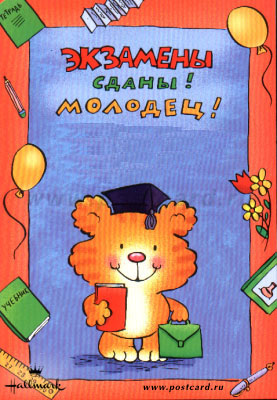 ТЕТРАДЬ
ЭКЗАМЕНЫ
СДАНЫ!
МОЛОДЕЦ!
УЧЕБНИК
Hallmark
www.postcard.ru